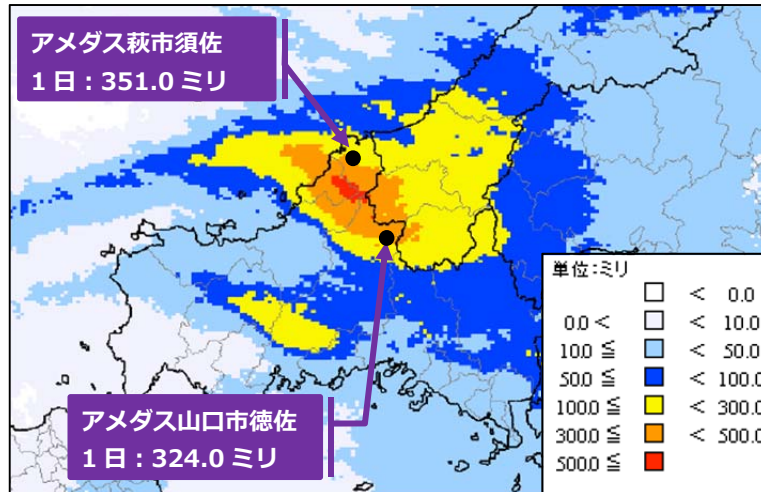 アメダス萩市須佐
1日：351.0 ミリ
単位：ミリ
< 0.0
0.0 < < 10.0
10.0 ≦ < 50.0
50.0 ≦ < 100.0
100.0 ≦ < 300.0
300.0 ≦ < 500.0
500.0 ≦
アメダス山口市徳佐
1日：324.0 ミリ